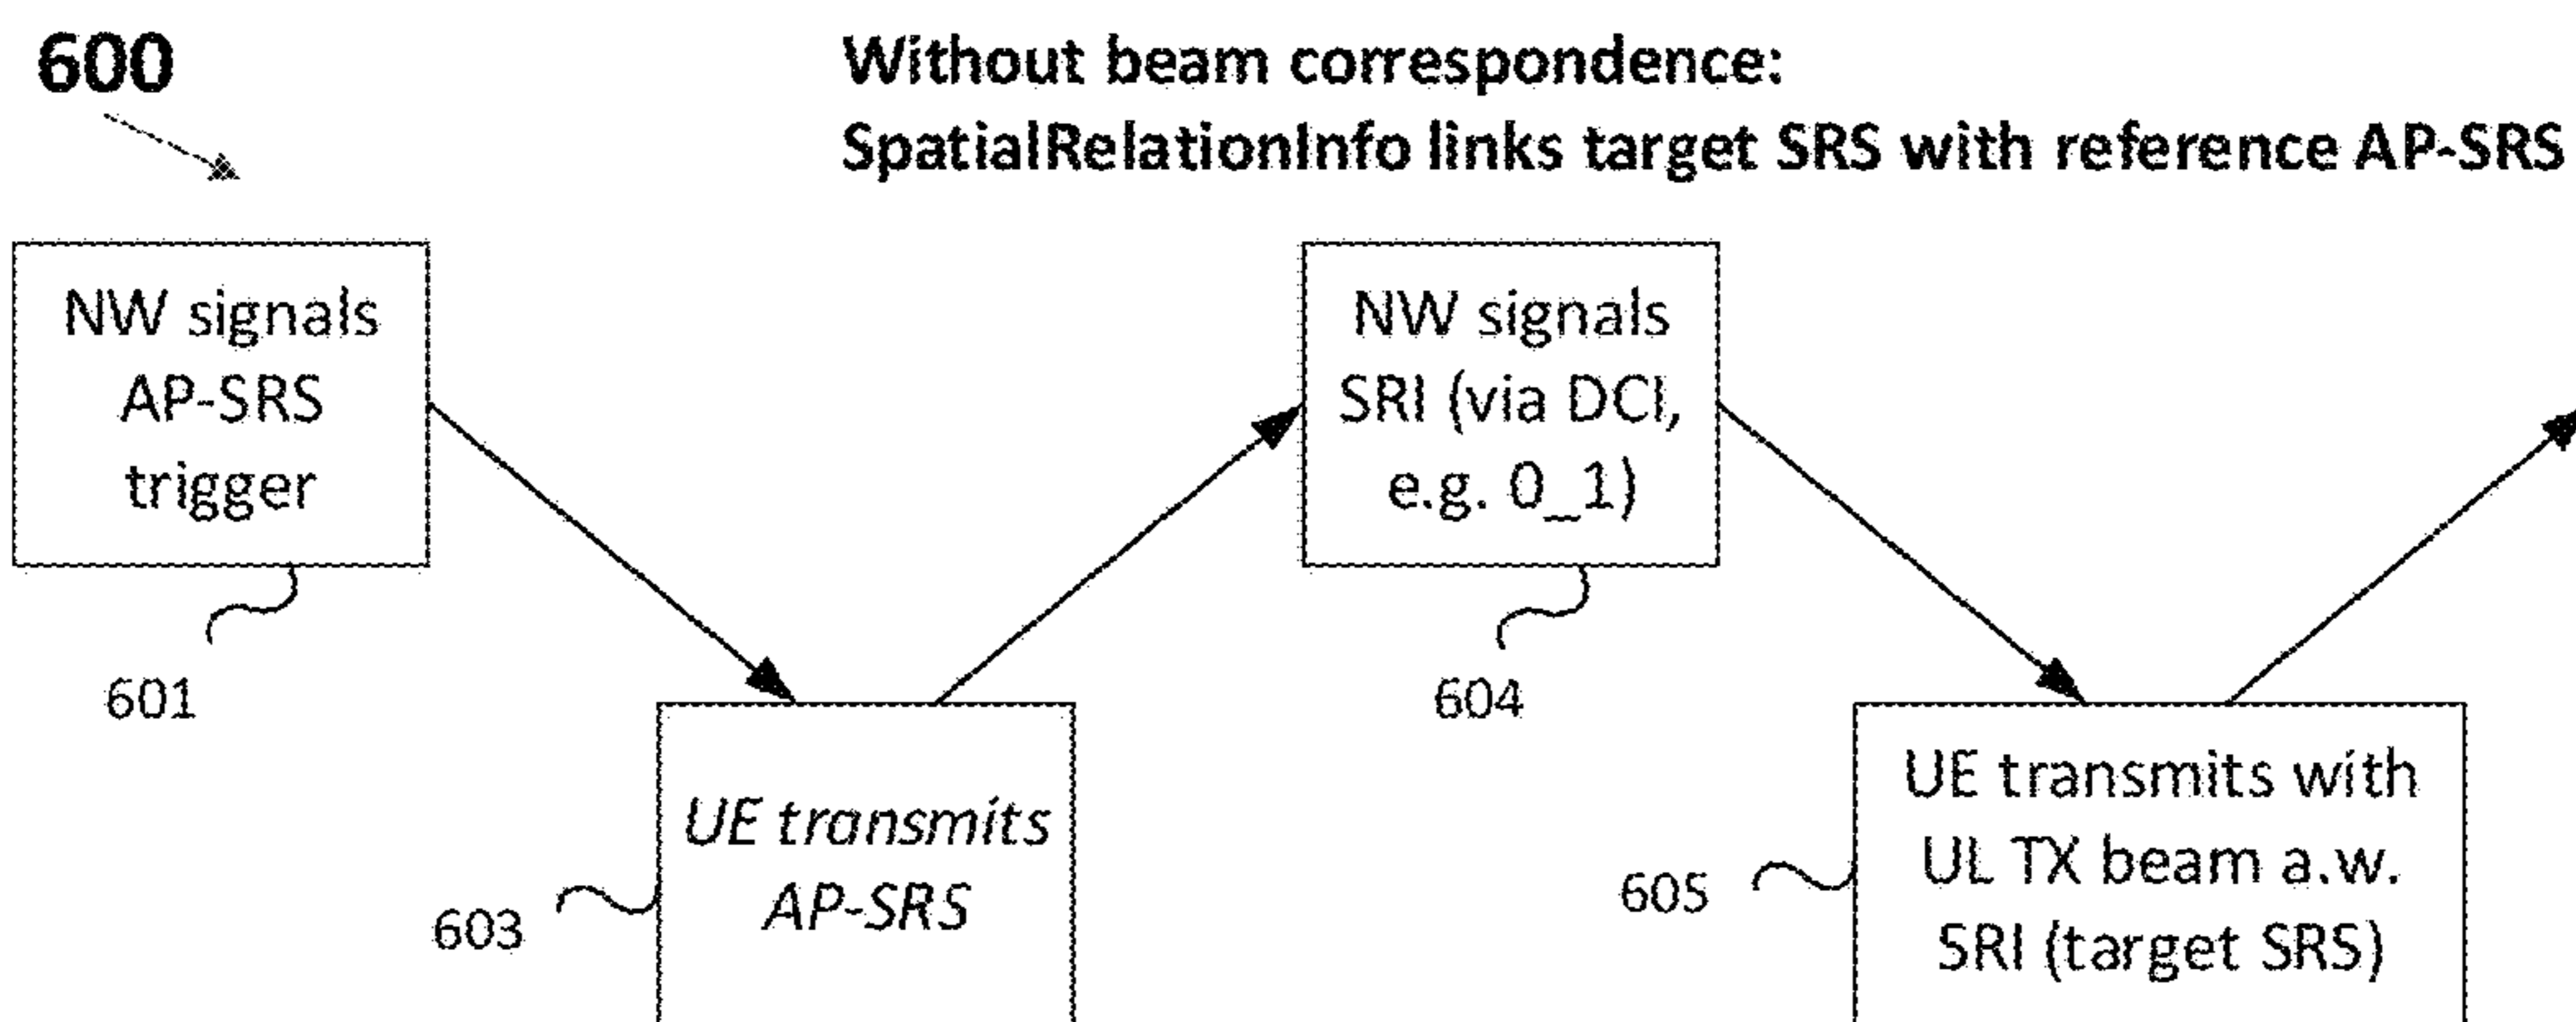 600
Without beam correspondence:
SpatialRelationInfo links target SRS with reference AP-SRS
NW signals
AP-SRS
trigger
601
UE transmits
AP-SRS
603
NW signals
SRI (via DCI,
e.g. 0_1)
604
UE transmits with
UL TX beam a.w.
SRI (target SRS)
605